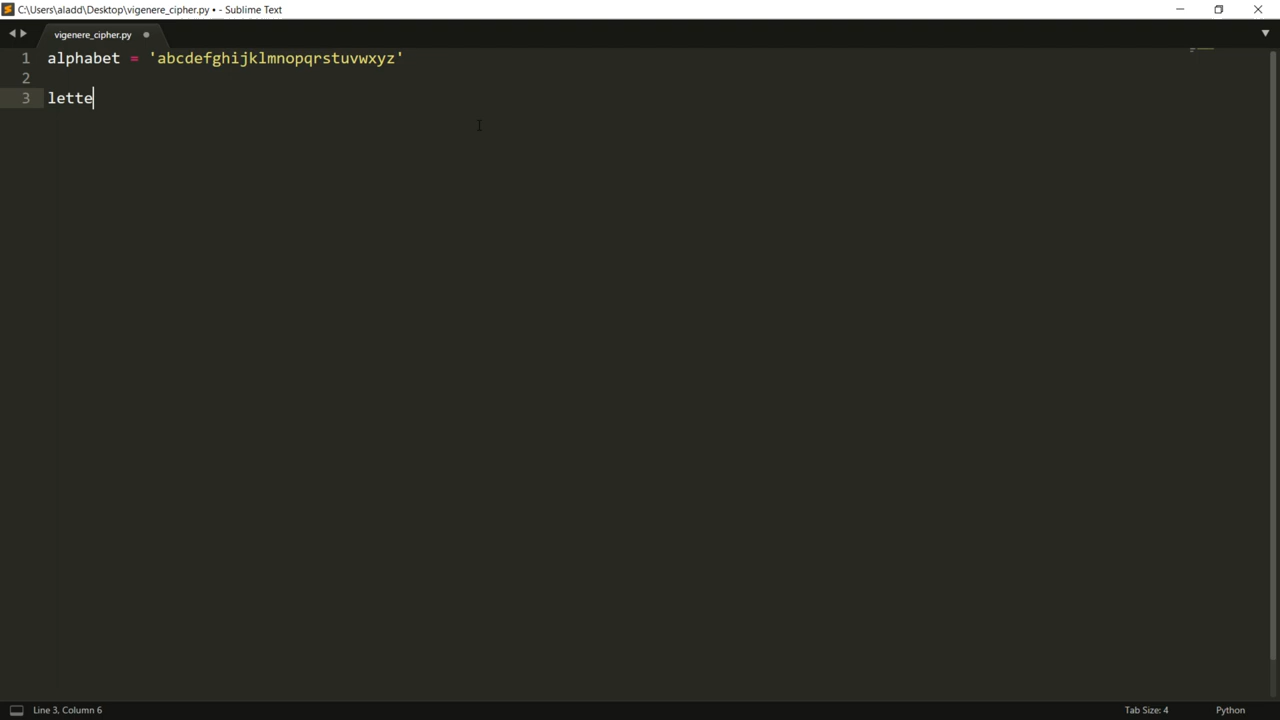 C:\Users\aladd\Desktop\vigenere_cipher.py • - Sublime Text
vigenere_cipher.py
1 alphabet = 'abcdefghijklmnopqrstuvwxyz'
2
3 lette
Line 3, Column 6
Tab Size: 4
Python